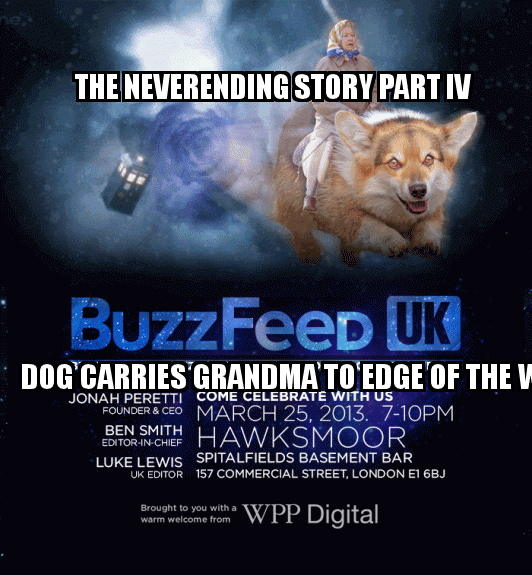 THE NEVERENDING STORY PART IV
BUZZFEED UK
DOG CARRIES GRANDMA TO EDGE OF THE W
JONAH PERETTI
FOUNDER & CEO
BEN SMITH
EDITOR-IN-CHIEF
LUKE LEWIS
UK EDITOR
COME CELEBRATE WITH US
MARCH 25, 2013. 7-10PM
HAWKSMOOR
SPITALFIELDS BASEMENT BAR
157 COMMERCIAL STREET, LONDON E1 6BJ
Brought to you with a
warm welcome from
WPP Digital